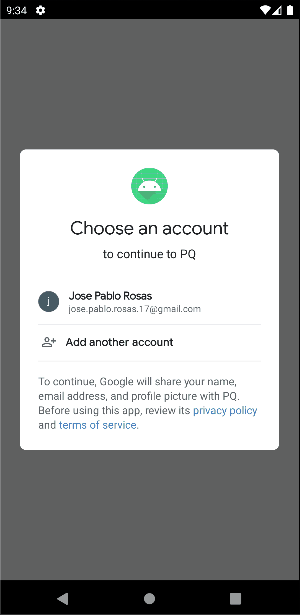 9:34
Choose an account
to continue to PQ
j
Jose Pablo Rosas
jose.pablo.rosas.17@gmail.com
Add another account
To continue, Google will share your name,
email address, and profile picture with PQ.
Before using this app, review its privacy policy
and terms of service.